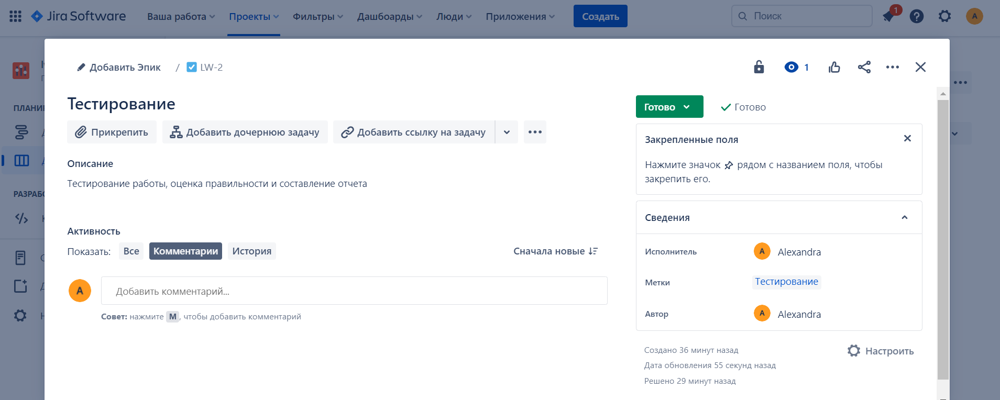 Jira Software Ваша работа Проекты Фильтры Дашборды Люди Приложения Создать Поиск 1 A
Добавить Эпик / LW-2 1
Тестирование
Прикрепить Добавить дочернюю задачу Добавить ссылку на задачу
Описание
Тестирование работы, оценка правильности и составление отчета
Активность
Показать: Все Комментарии История Сначала новые
A Добавить комментарий...
Совет: нажмите M, чтобы добавить комментарий
Готово Готово
Закрепленные поля
Нажмите значок рядом с названием поля, чтобы
закрепить его.
Сведения
Исполнитель A Alexandra
Метки Тестирование
Автор A Alexandra
Создано 36 минут назад Настроить
Дата обновления 55 секунд назад
Решено 29 минут назад